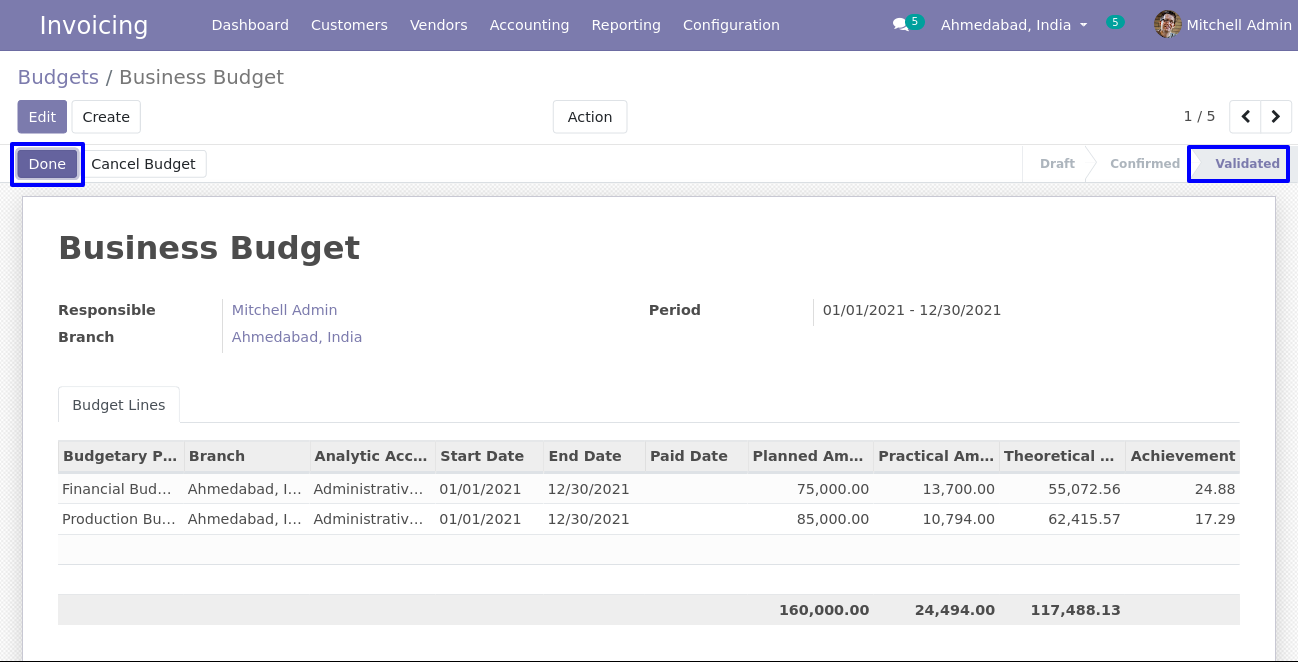 Invoicing Dashboard Customers Vendors Accounting Reporting Configuration 5 Ahmedabad, India 5 Mitchell Admin
Budgets / Business Budget
Edit Create Action 1 / 5
Done Cancel Budget Draft Confirmed Validated
Business Budget
Responsible Mitchell Admin Period 01/01/2021 - 12/30/2021
Branch Ahmedabad, India
Budget Lines
Budgetary P... Branch Analytic Acc... Start Date End Date Paid Date Planned Am... Practical Am... Theoretical ... Achievement
Financial Bud... Ahmedabad, I... Administrativ... 01/01/2021 12/30/2021 75,000.00 13,700.00 55,072.56 24.88
Production Bu... Ahmedabad, I... Administrativ... 01/01/2021 12/30/2021 85,000.00 10,794.00 62,415.57 17.29
160,000.00 24,494.00 117,488.13